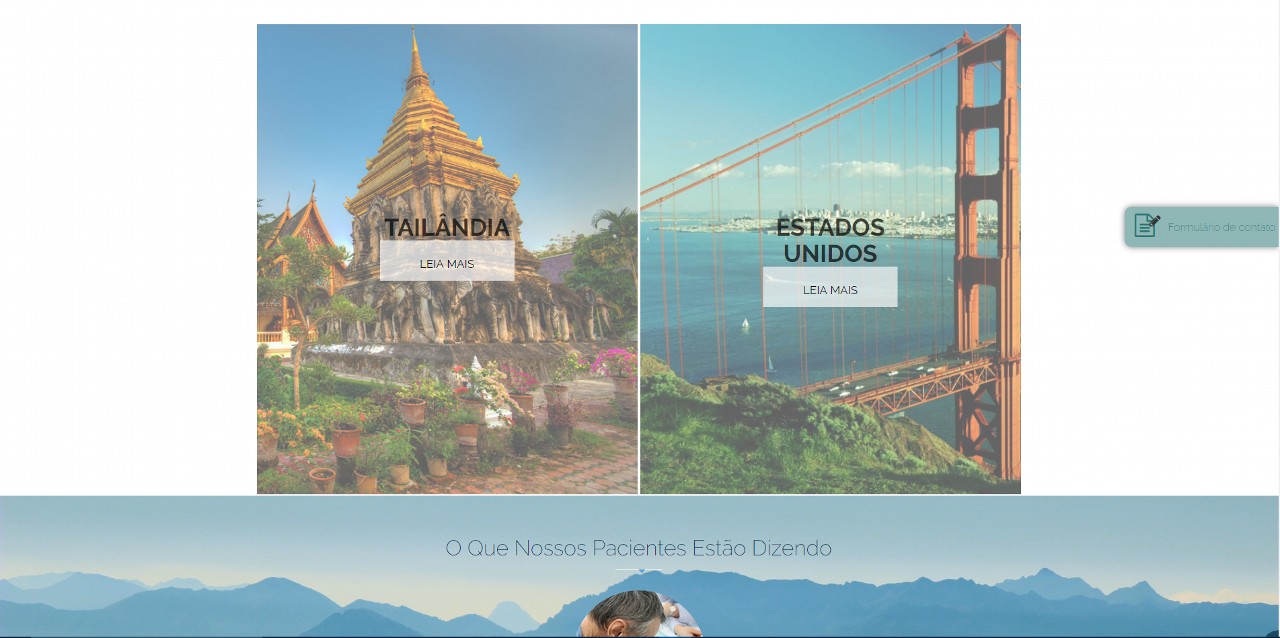 TAILÂNDIA
LEIA MAIS
ESTADOS
UNIDOS
LEIA MAIS
Formulário de contato
O Que Nossos Pacientes Estão Dizendo